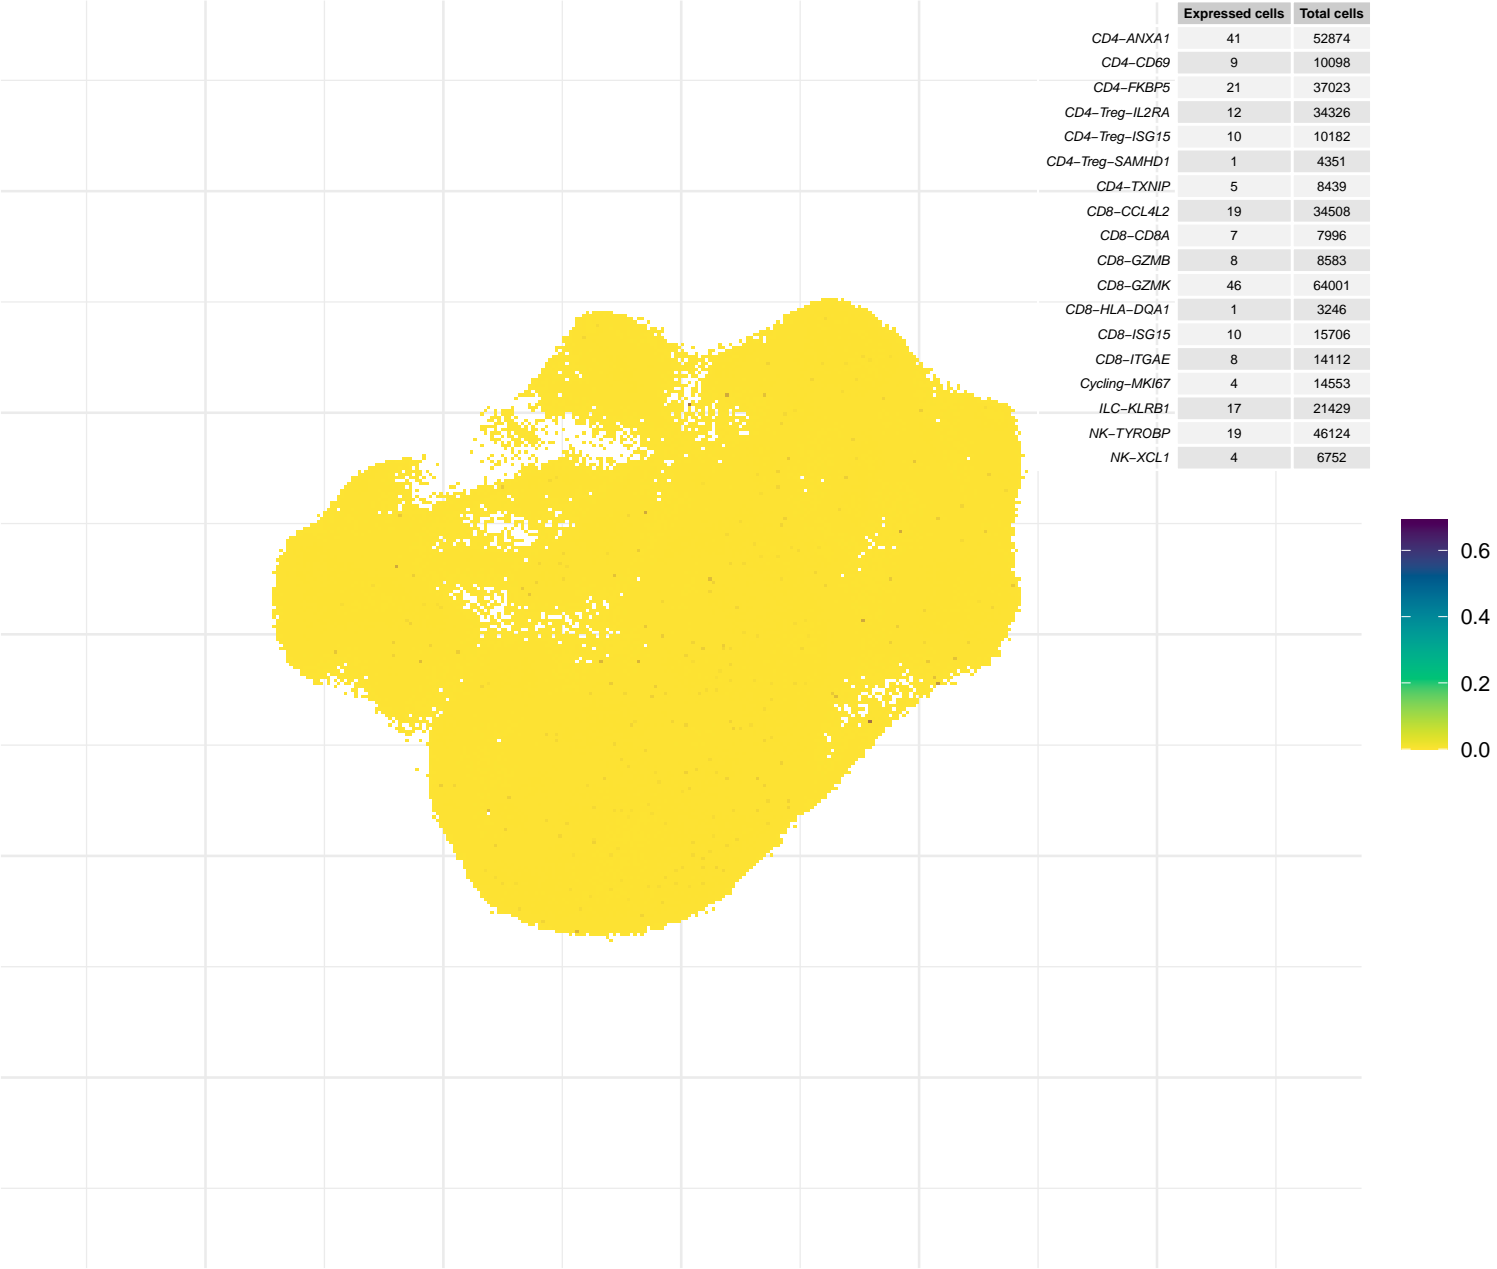 Expressed cells Total cells
CD4−ANXA1 41 52874
CD4−CD69 9 10098
CD4−FKBP5 21 37023
CD4−Treg−IL2RA 12 34326
CD4−Treg−ISG15 10 10182
CD4−Treg−SAMHD1 1 4351
CD4−TXNIP 5 8439
CD8−CCL4L2 19 34508
CD8−CD8A 7 7996
CD8−GZMB 8 8583
CD8−GZMK 46 64001
CD8−HLA−DQA1 1 3246
CD8−ISG15 10 15706
CD8−ITGAE 8 14112
Cycling−MKI67 4 14553
ILC−KLRB1 17 21429
NK−TYROBP 19 46124
NK−XCL1 4 6752
0.6
0.4
0.2
0.0